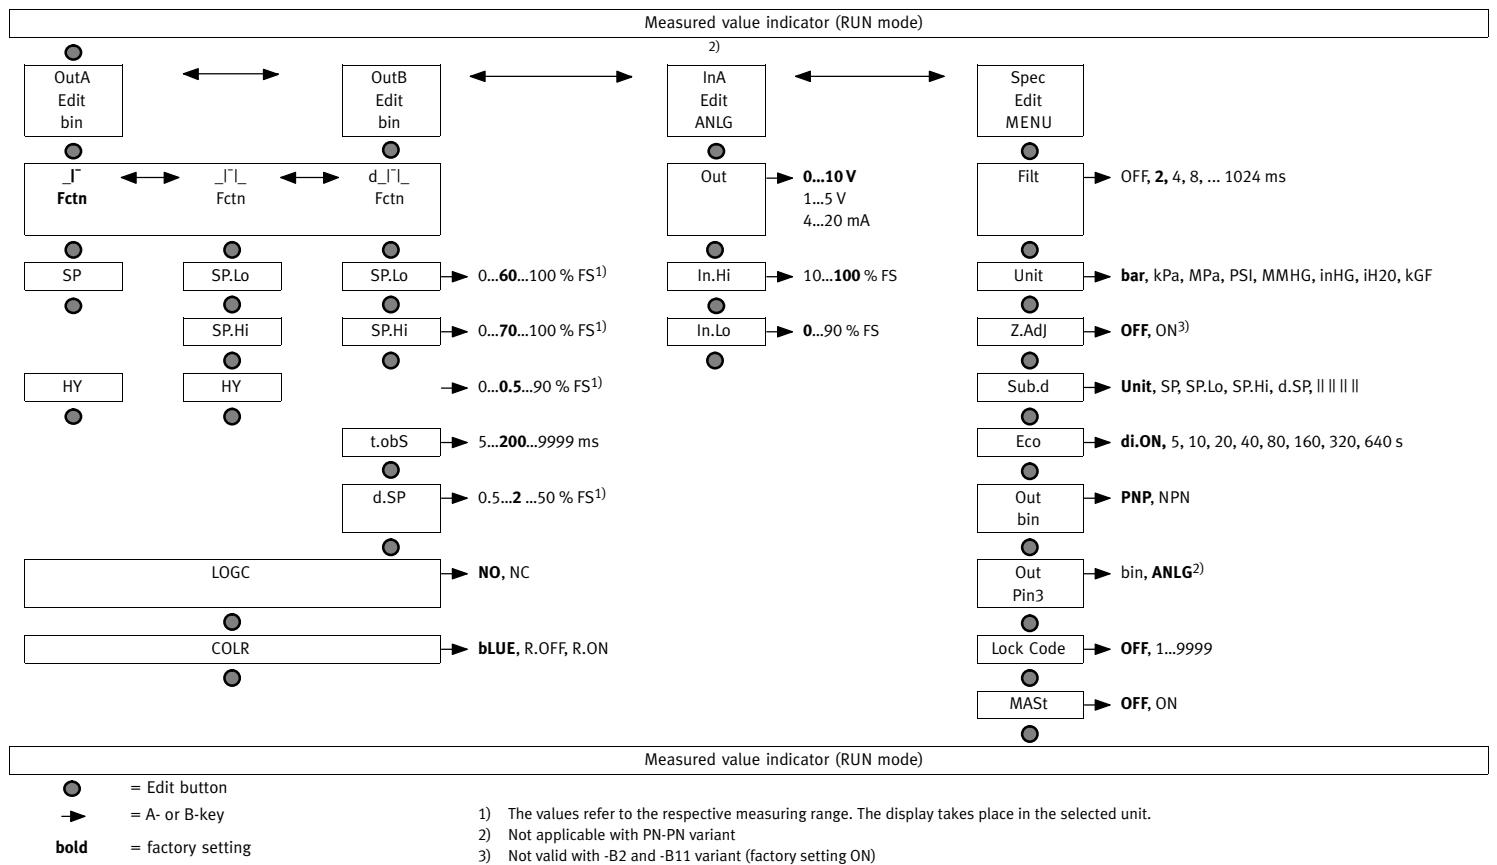 Measured value indicator (RUN mode)
2)
OutA
Edit
bin
OutB
Edit
bin
InA
Edit
ANLG
Spec
Edit
MENU
_|¯
Fctn
_|¯|_
Fctn
d_|¯|_
Fctn
Out
0...10 V
1...5 V
4...20 mA
Filt
OFF, 2, 4, 8, ... 1024 ms
SP
SP.Lo
SP.Lo
0...60...100 % FS1)
In.Hi
10...100 % FS
Unit
bar, kPa, MPa, PSI, MMHG, inHG, iH20, kGF
SP.Hi
SP.Hi
0...70...100 % FS1)
In.Lo
0...90 % FS
Z.AdJ
OFF, ON3)
HY
HY
0...0.5...90 % FS1)
Sub.d
Unit, SP, SP.Lo, SP.Hi, d.SP, || || || ||
t.obS
5...200...9999 ms
Eco
di.ON, 5, 10, 20, 40, 80, 160, 320, 640 s
d.SP
0.5...2 ...50 % FS1)
Out
bin
PNP, NPN
LOGC
NO, NC
Out
Pin3
bin, ANLG2)
COLR
bLUE, R.OFF, R.ON
Lock Code
OFF, 1...9999
MASt
OFF, ON
Measured value indicator (RUN mode)
= Edit button
= A- or B-key
bold = factory setting
1) The values refer to the respective measuring range. The display takes place in the selected unit.
2) Not applicable with PN-PN variant
3) Not valid with -B2 and -B11 variant (factory setting ON)